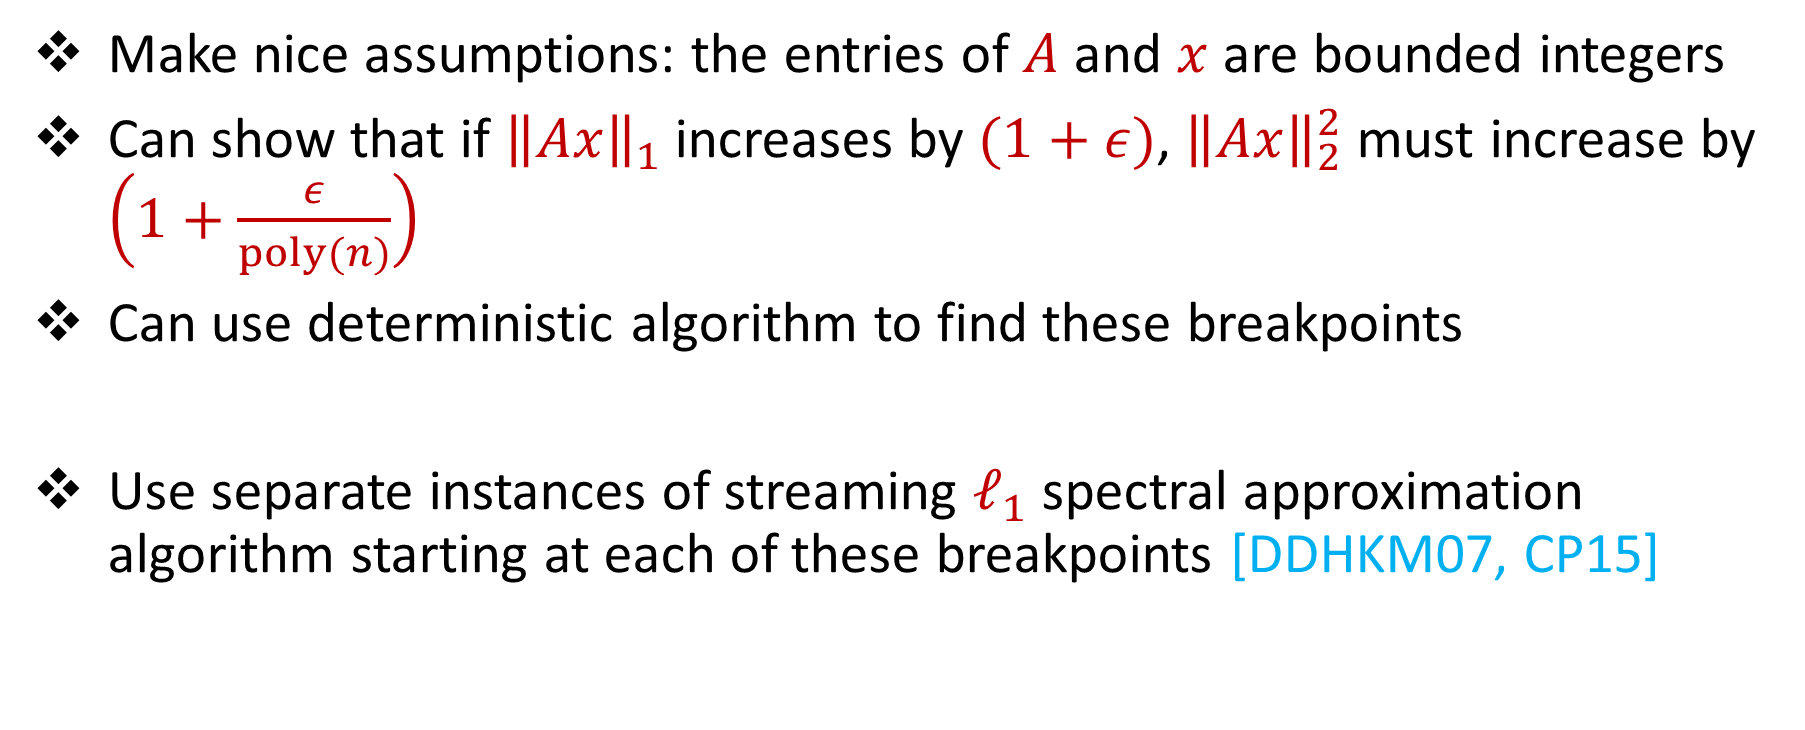 ❖ Make nice assumptions: the entries of A and x are bounded integers
❖ Can show that if ‖Ax‖₁ increases by (1 + ϵ), ‖Ax‖₂² must increase by
(1 + ϵ/poly(n))
❖ Can use deterministic algorithm to find these breakpoints
❖ Use separate instances of streaming ℓ₁ spectral approximation
algorithm starting at each of these breakpoints [DDHKM07, CP15]